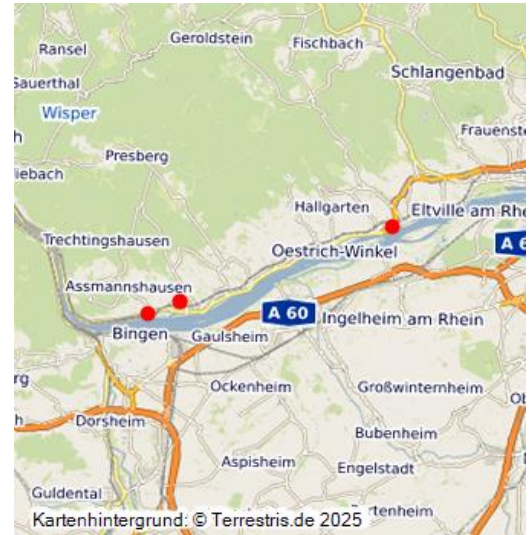 Ransel
Geroldstein
Fischbach
Sauerthal
Schlangenbad
Wisper
Frauenste
iebach
Presberg
Hallgarten
Eltville am Rhe
Trechtingshausen
Oestrich-Winkel
A 6
Assmannshausen
A 60
Bingen
Gaulsheim
Ingelheim am Rhein
rg
Ockenheim
Großwinternheim
Ob
h
Dorsheim
Bubenheim
Aspisheim
Engelstadt
Guldental
Kartenhintergrund: © Terrestris.de 2025
tenheim